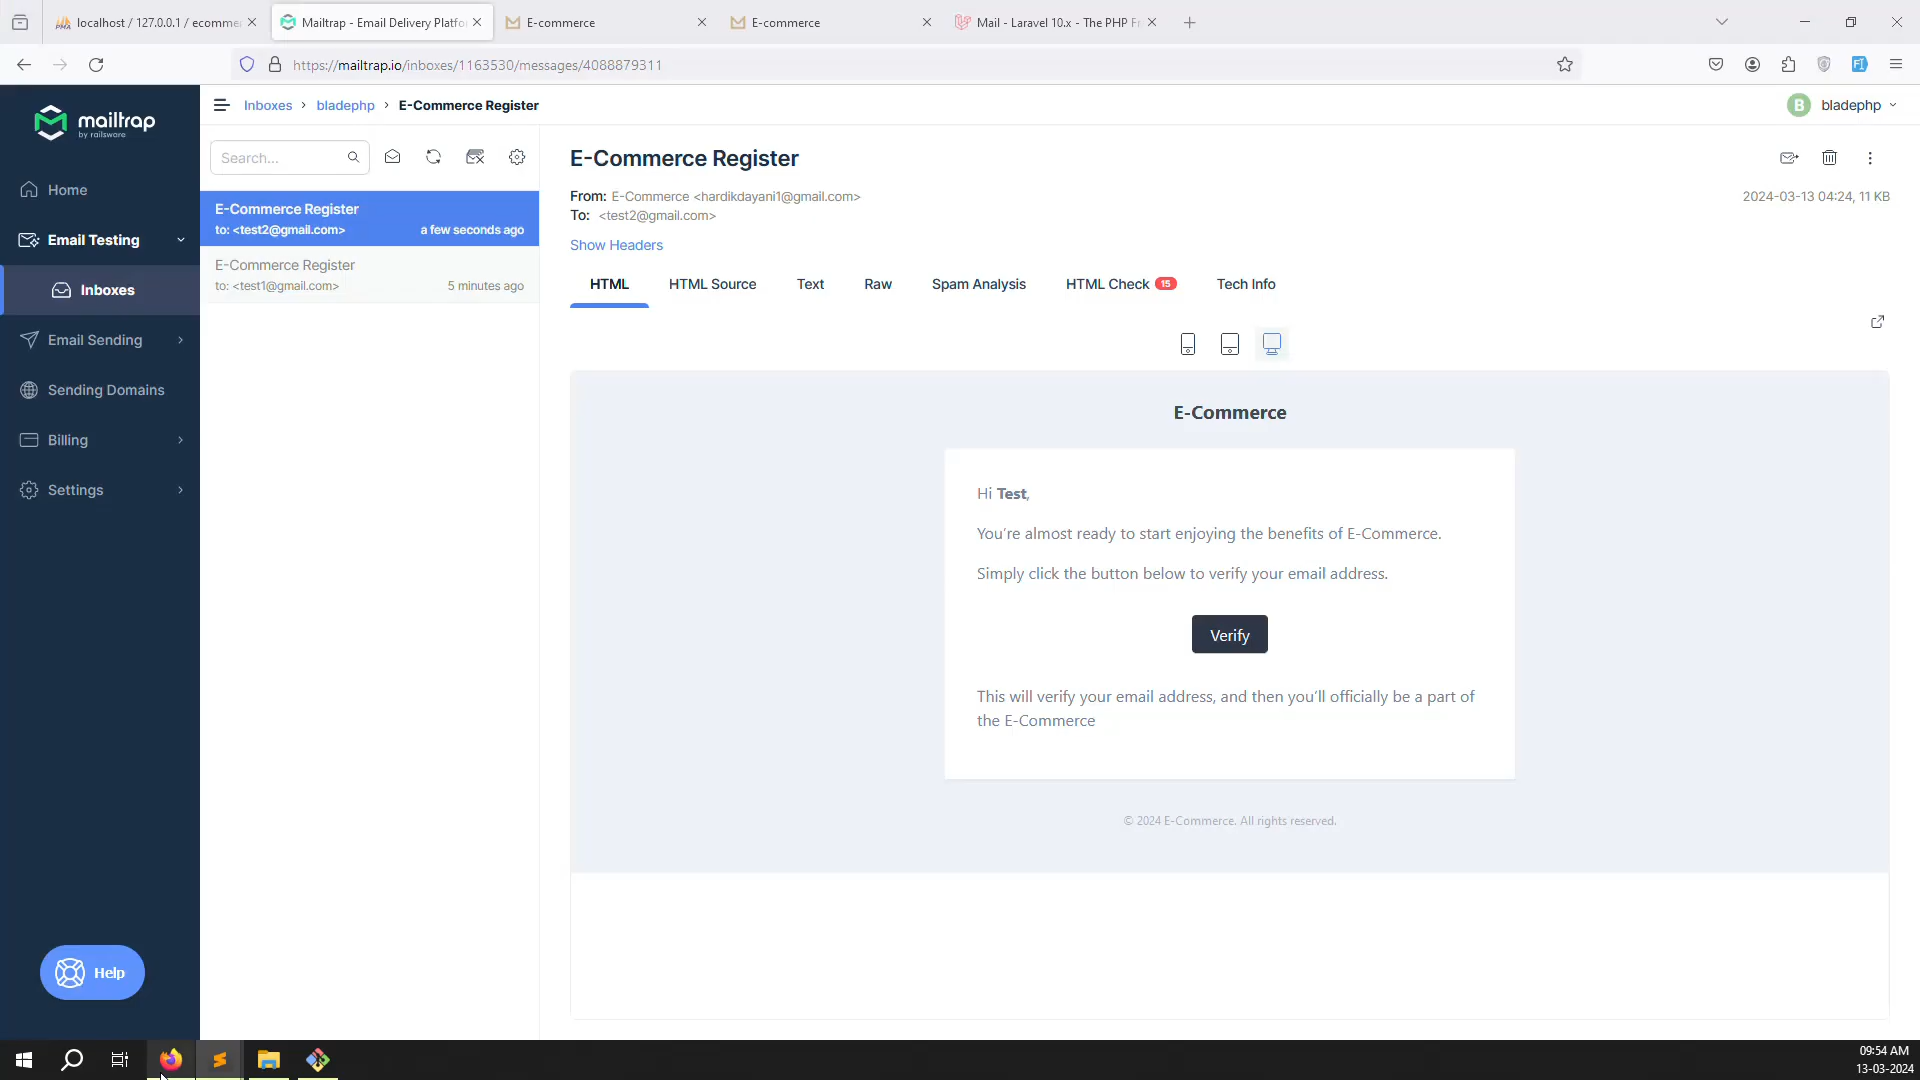 localhost / 127.0.0.1 / ecomme
Mailtrap - Email Delivery Platfo
E-commerce
E-commerce
Mail - Laravel 10.x - The PHP Fr
https://mailtrap.io/inboxes/1163530/messages/4088879311
mailtrap
by railsware
Home
Email Testing
Inboxes
Email Sending
Sending Domains
Billing
Settings
Help
Inboxes > bladephp > E-Commerce Register
B bladephp
Search...
E-Commerce Register
to: <test2@gmail.com> a few seconds ago
E-Commerce Register
to: <test1@gmail.com> 5 minutes ago
E-Commerce Register
From: E-Commerce <hardikdayani1@gmail.com>
2024-03-13 04:24, 11 KB
To: <test2@gmail.com>
Show Headers
HTML HTML Source Text Raw Spam Analysis HTML Check 15 Tech Info
E-Commerce
Hi Test,
You're almost ready to start enjoying the benefits of E-Commerce.
Simply click the button below to verify your email address.
Verify
This will verify your email address, and then you'll officially be a part of
the E-Commerce
© 2024 E-Commerce. All rights reserved.
09:54 AM
13-03-2024